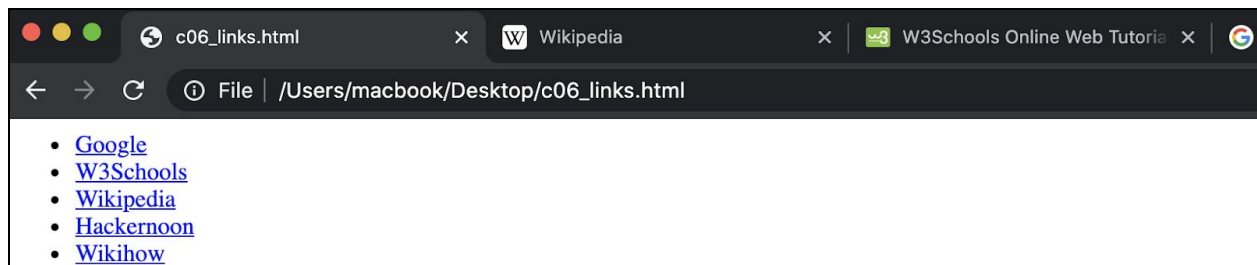 c06_links.html
Wikipedia
W3Schools Online Web Tutoria
File | /Users/macbook/Desktop/c06_links.html
• Google
• W3Schools
• Wikipedia
• Hackernoon
• Wikihow